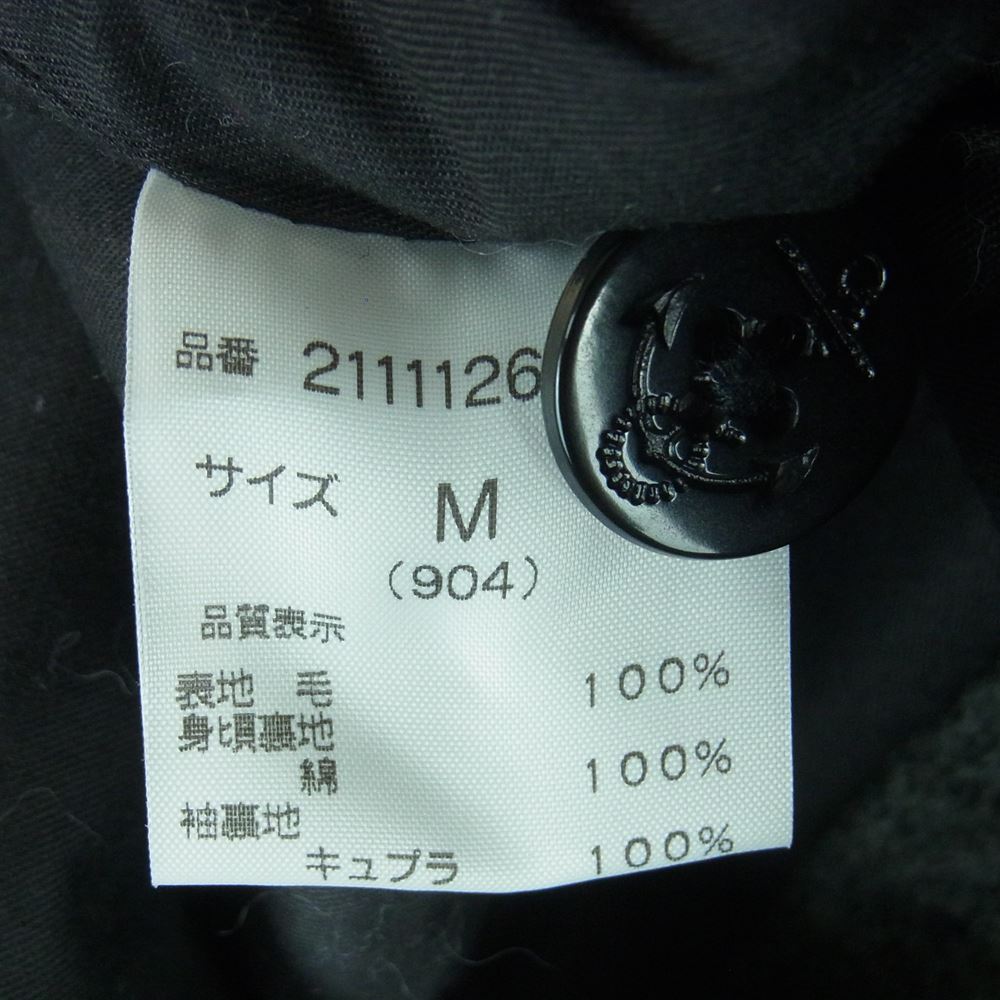 品番 2111126
サイズ M
(904)
品質表示
表地 毛 100%
身頃裏地
綿 100%
袖裏地
キュプラ 100%